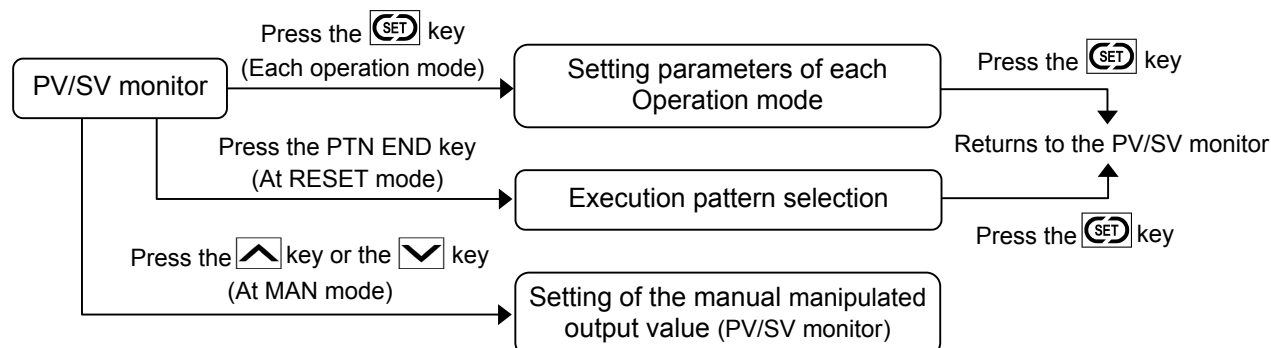 PV/SV monitor
Press the SET key
(Each operation mode)
Setting parameters of each
Operation mode
Press the SET key
Returns to the PV/SV monitor
Press the PTN END key
(At RESET mode)
Execution pattern selection
Press the SET key
Press the key or the key
(At MAN mode)
Setting of the manual manipulated
output value (PV/SV monitor)